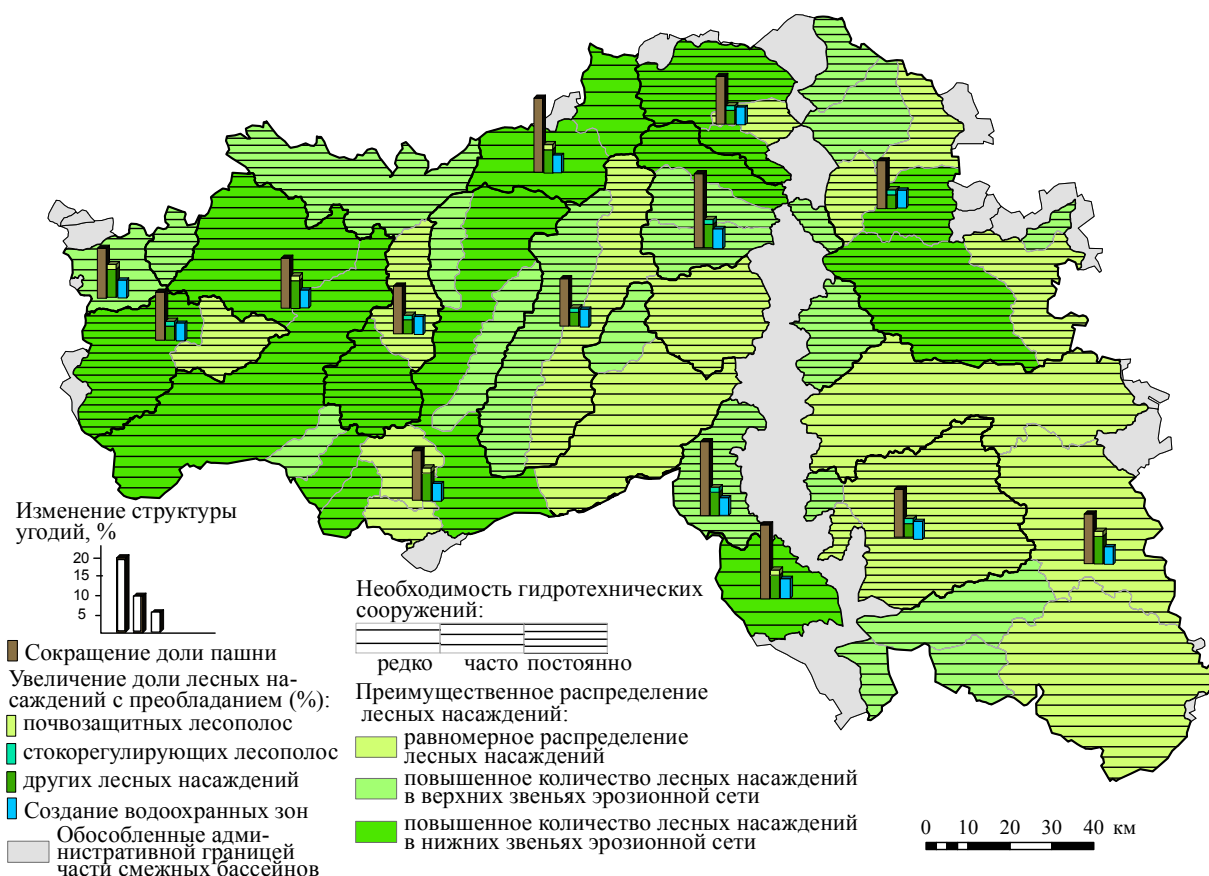 Изменение структуры
угодий, %
20
15
10
5
Сокращение доли пашни
Увеличение доли лесных на-
саждений с преобладанием (%):
почвозащитных лесополос
стокорегулирующих лесополос
других лесных насаждений
Создание водоохранных зон
Обособленные адми-
нистративной границей
части смежных бассейнов
Необходимость гидротехнических
сооружений:
редко часто постоянно
Преимущественное распределение
лесных насаждений:
равномерное распределение
лесных насаждений
повышенное количество лесных насаждений
в верхних звеньях эрозионной сети
повышенное количество лесных насаждений
в нижних звеньях эрозионной сети
0 10 20 30 40 км